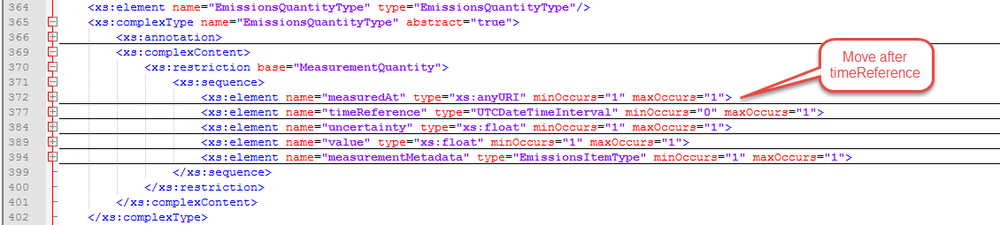 364 <xs:element name="EmissionsQuantityType" type="EmissionsQuantityType"/>
365 <xs:complexType name="EmissionsQuantityType" abstract="true">
366 <xs:annotation>
369 <xs:complexContent>
370 <xs:restriction base="MeasurementQuantity">
371 <xs:sequence>
372 <xs:element name="measuredAt" type="xs:anyURI" minOccurs="1" maxOccurs="1">
377 <xs:element name="timeReference" type="UTCDateTimeInterval" minOccurs="0" maxOccurs="1">
384 <xs:element name="uncertainty" type="xs:float" minOccurs="1" maxOccurs="1">
389 <xs:element name="value" type="xs:float" minOccurs="1" maxOccurs="1">
394 <xs:element name="measurementMetadata" type="EmissionsItemType" minOccurs="1" maxOccurs="1">
399 </xs:sequence>
400 </xs:restriction>
401 </xs:complexContent>
402 </xs:complexType>
Move after
timeReference